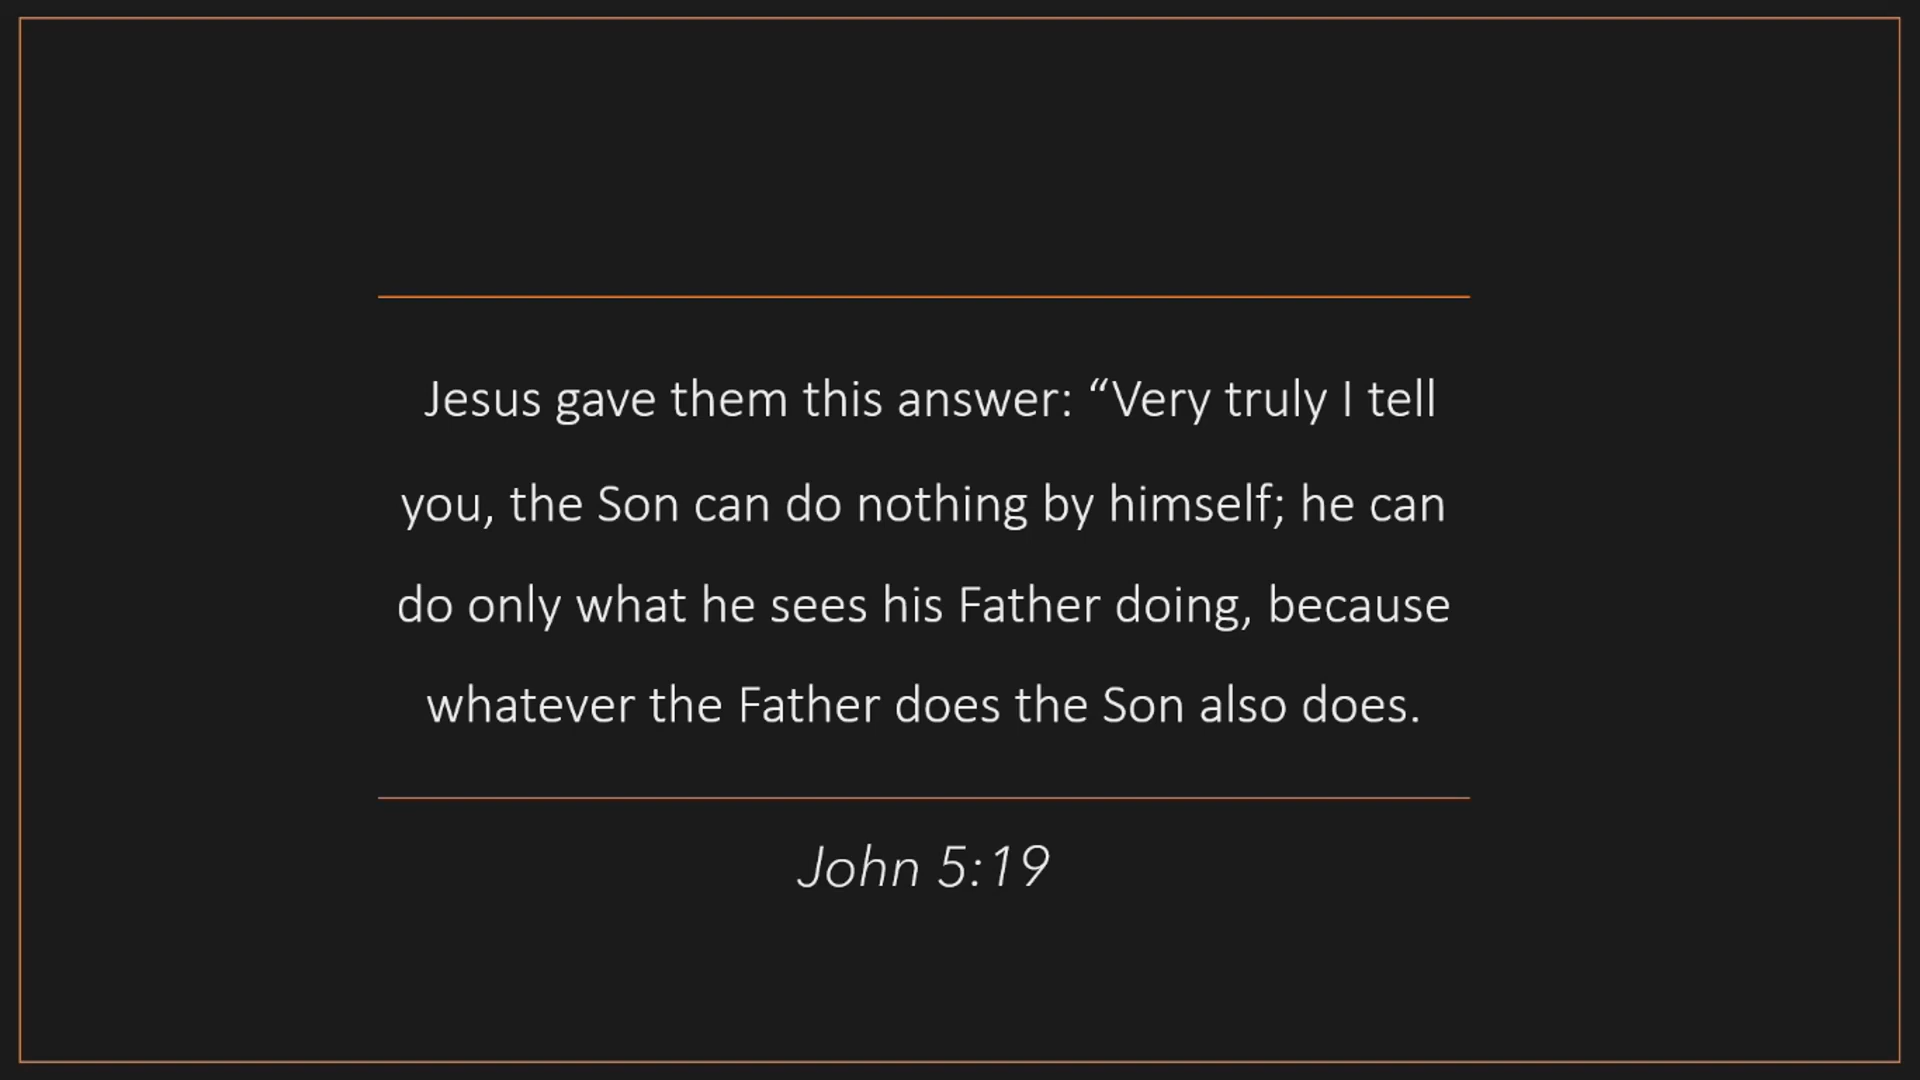 Jesus gave them this answer: “Very truly I tell
you, the Son can do nothing by himself; he can
do only what he sees his Father doing, because
whatever the Father does the Son also does.
John 5:19